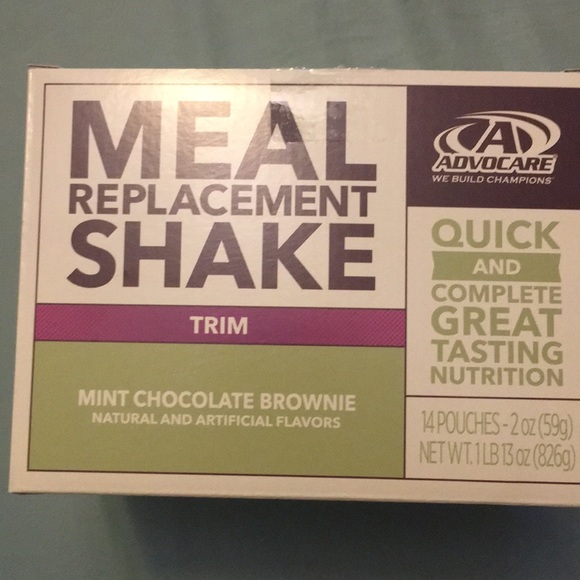 MEAL
REPLACEMENT
SHAKE
TRIM
MINT CHOCOLATE BROWNIE
NATURAL AND ARTIFICIAL FLAVORS
A
ADVOCARE®
WE BUILD CHAMPIONS®
QUICK
AND
COMPLETE
GREAT
TASTING
NUTRITION
14 POUCHES - 2 oz (59g)
NET WT. 1 LB 13 oz (826g)